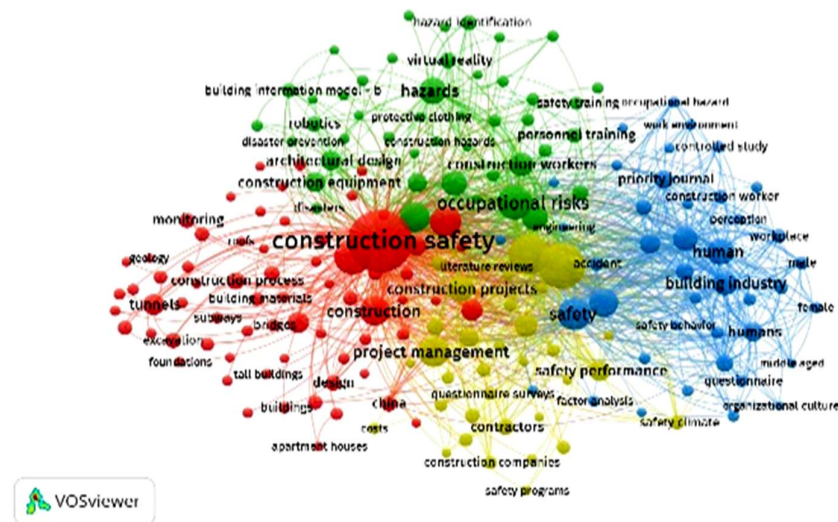 hazard identification
virtual reality
building information model - b
hazards
safety training
occupational hazard
protective clothing
robotics
personnel training
work environment
disaster prevention
construction hazards
controlled study
architectural design
construction workers
construction equipment
priority journal
construction worker
disasters
occupational risks
perception
monitoring
engineering
workplace
roofs
construction safety
human
geology
literature reviews
accident
male
construction process
construction projects
building industry
tunnels
building materials
subways
construction
safety
female
bridges
safety behavior
humans
excavation
foundations
project management
middle aged
tall buildings
safety performance
design
questionnaire
questionnaire surveys
factor analysis
organizational culture
buildings
china
costs
contractors
safety climate
apartment houses
construction companies
safety programs
VOSviewer